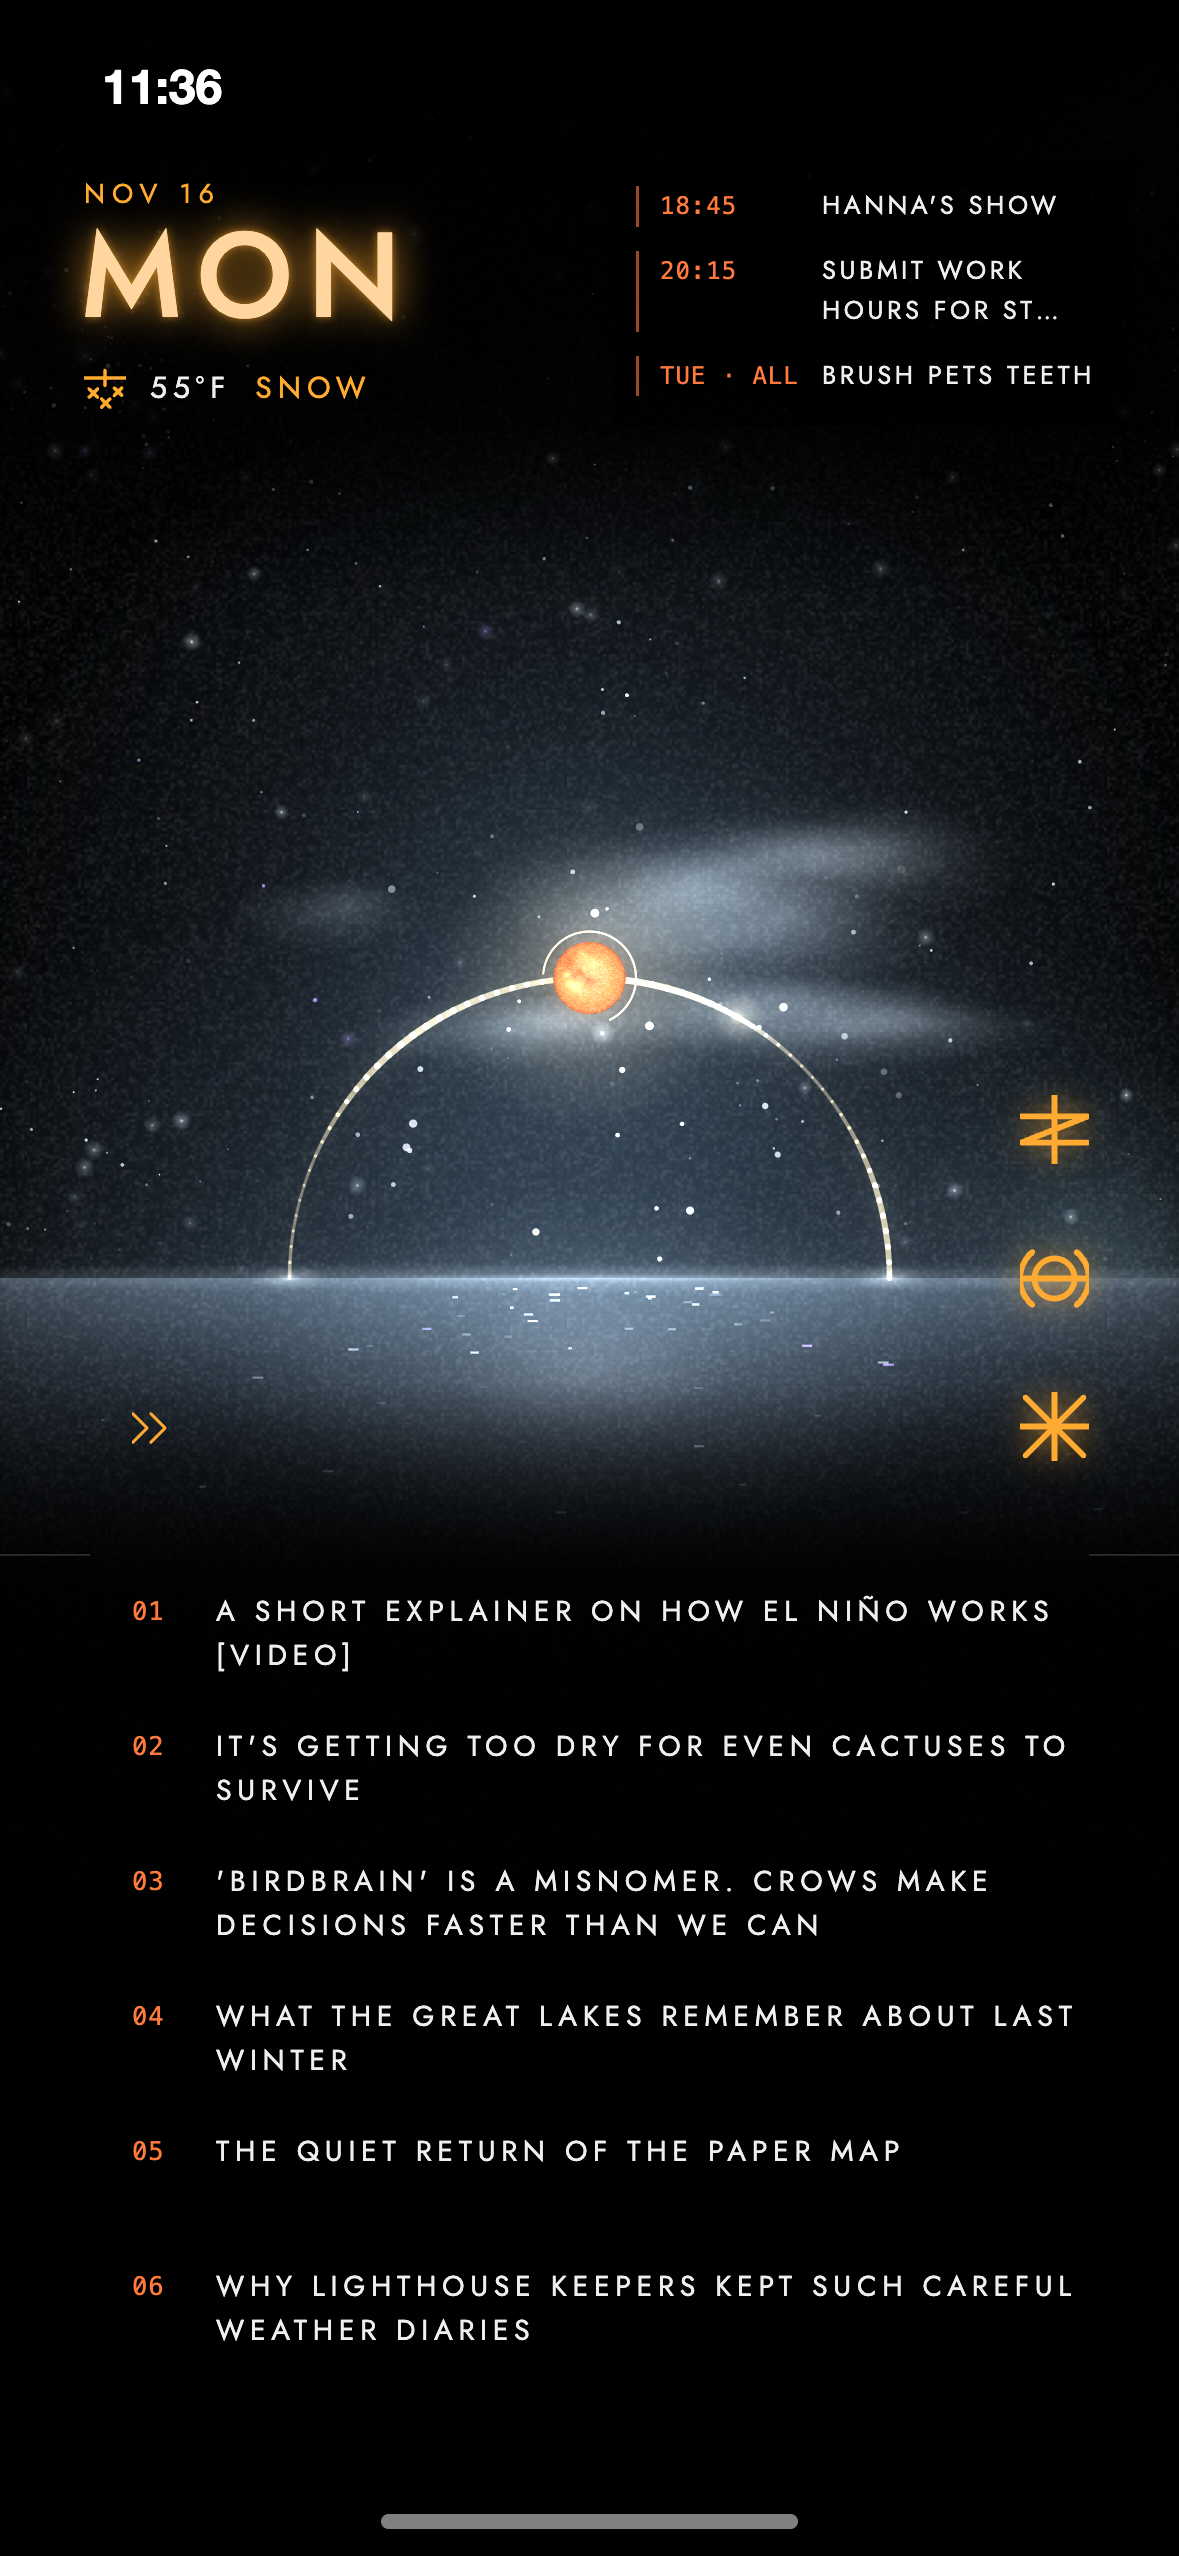 11:36
NOV 16
MON
55°F SNOW
18:45 HANNA'S SHOW
20:15 SUBMIT WORK
HOURS FOR ST...
TUE · ALL BRUSH PETS TEETH
01 A SHORT EXPLAINER ON HOW EL NIÑO WORKS
[VIDEO]
02 IT'S GETTING TOO DRY FOR EVEN CACTUSES TO
SURVIVE
03 'BIRDBRAIN' IS A MISNOMER. CROWS MAKE
DECISIONS FASTER THAN WE CAN
04 WHAT THE GREAT LAKES REMEMBER ABOUT LAST
WINTER
05 THE QUIET RETURN OF THE PAPER MAP
06 WHY LIGHTHOUSE KEEPERS KEPT SUCH CAREFUL
WEATHER DIARIES